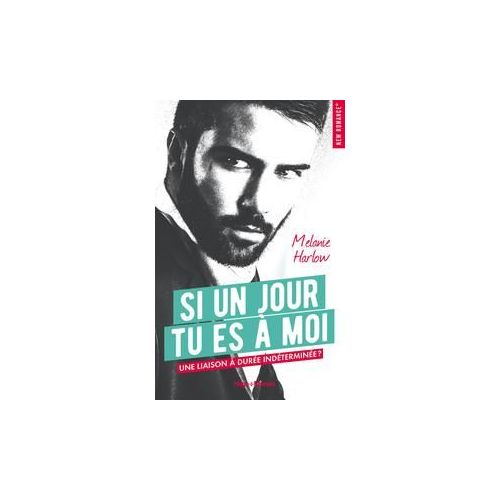 NEW ROMANCE®
Melanie
Harlow
SI UN JOUR
TU ES À MOI
UNE LIAISON À DURÉE INDÉTERMINÉE ?